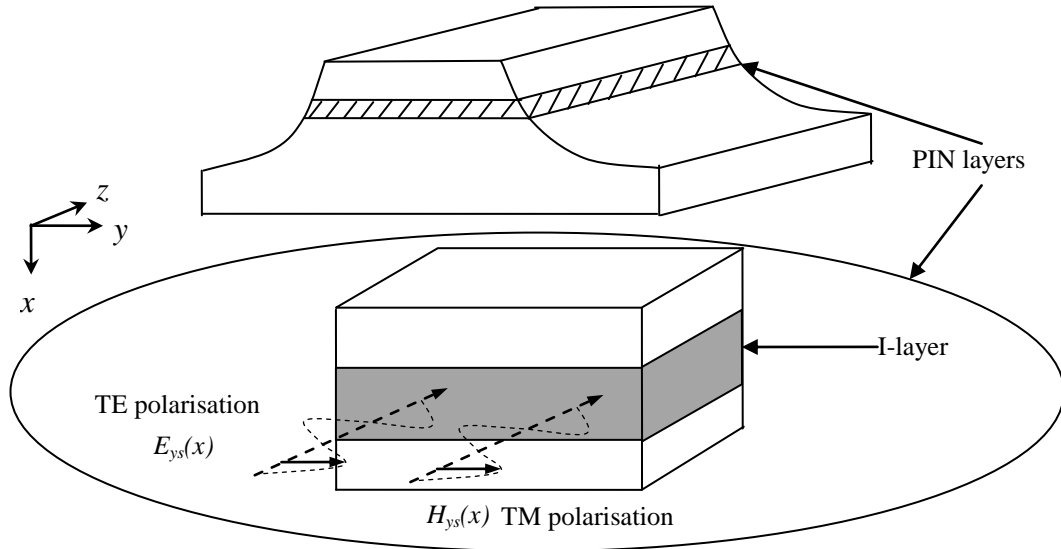 PIN layers
z
y
x
I-layer
TE polarisation
E_ys(x)
H_ys(x) TM polarisation